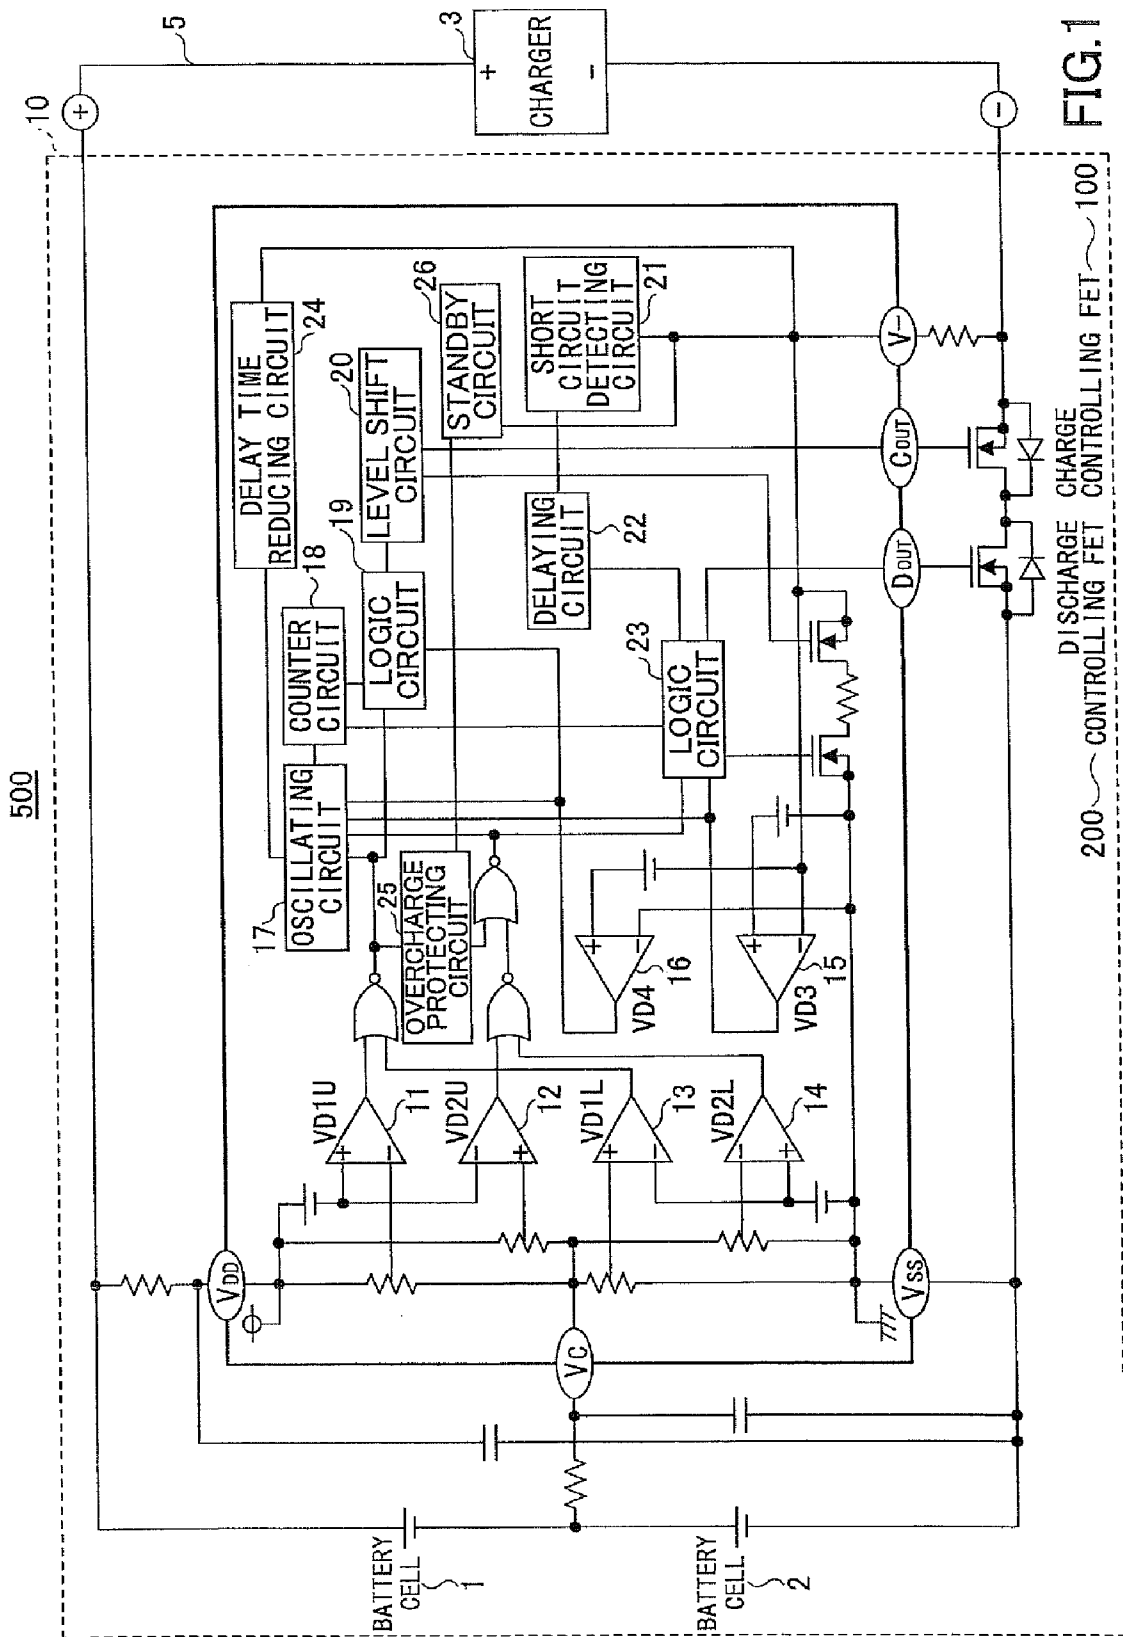 500
10
5
3
+
+
CHARGER
-
-
FIG.1
DELAY TIME
REDUCING CIRCUIT
24
COUNTER
CIRCUIT
18
OSCILLATING
CIRCUIT
17
LOGIC
CIRCUIT
19
LEVEL SHIFT
CIRCUIT
20
STANDBY
CIRCUIT
26
SHORT
CIRCUIT
DETECTING
CIRCUIT
21
DELAYING
CIRCUIT
22
LOGIC
CIRCUIT
23
25
OVERCHARGE
PROTECTING
CIRCUIT
VD1U
+
-
11
VD2U
-
+
12
VD1L
+
-
13
VD2L
-
+
14
VD4
+
-
16
VD3
+
-
15
VDD
VC
VSS
DOUT
COUT
V-
BATTERY
CELL
1
BATTERY
CELL
2
DISCHARGE
200 CONTROLLING FET
CHARGE
CONTROLLING FET 100